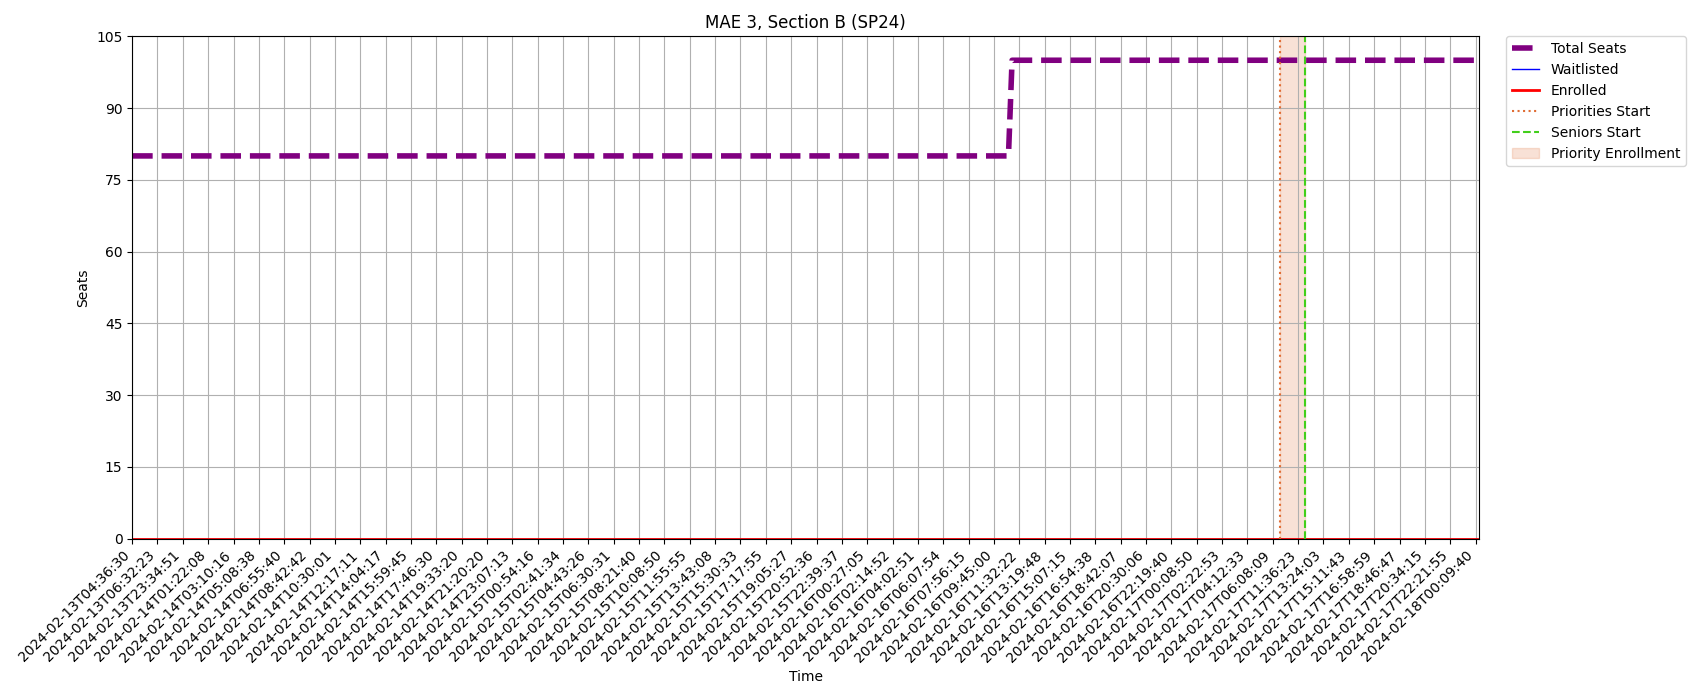 MAE 3, Section B (SP24)
105
90
75
60
45
30
15
0
Seats
Total Seats
Waitlisted
Enrolled
Priorities Start
Seniors Start
Priority Enrollment
2024-02-13T04:36:30
2024-02-13T06:32:23
2024-02-13T23:34:51
2024-02-14T01:22:08
2024-02-14T03:10:16
2024-02-14T05:08:38
2024-02-14T06:55:40
2024-02-14T08:42:42
2024-02-14T10:30:01
2024-02-14T12:17:11
2024-02-14T14:04:17
2024-02-14T15:59:45
2024-02-14T17:46:30
2024-02-14T19:33:20
2024-02-14T21:20:20
2024-02-14T23:07:13
2024-02-15T00:54:16
2024-02-15T02:41:34
2024-02-15T04:43:26
2024-02-15T06:30:31
2024-02-15T08:21:40
2024-02-15T10:08:50
2024-02-15T11:55:55
2024-02-15T13:43:08
2024-02-15T15:30:33
2024-02-15T17:17:55
2024-02-15T19:05:27
2024-02-15T20:52:36
2024-02-15T22:39:37
2024-02-16T00:27:05
2024-02-16T02:14:52
2024-02-16T04:02:51
2024-02-16T06:07:54
2024-02-16T07:56:15
2024-02-16T09:45:00
2024-02-16T11:32:22
2024-02-16T13:19:48
2024-02-16T15:07:15
2024-02-16T16:54:38
2024-02-16T18:42:07
2024-02-16T20:30:06
2024-02-16T22:19:40
2024-02-17T00:08:50
2024-02-17T02:22:53
2024-02-17T04:12:33
2024-02-17T06:08:09
2024-02-17T11:36:23
2024-02-17T13:24:03
2024-02-17T15:11:43
2024-02-17T16:58:59
2024-02-17T18:46:47
2024-02-17T20:34:15
2024-02-17T22:21:55
2024-02-18T00:09:40
Time